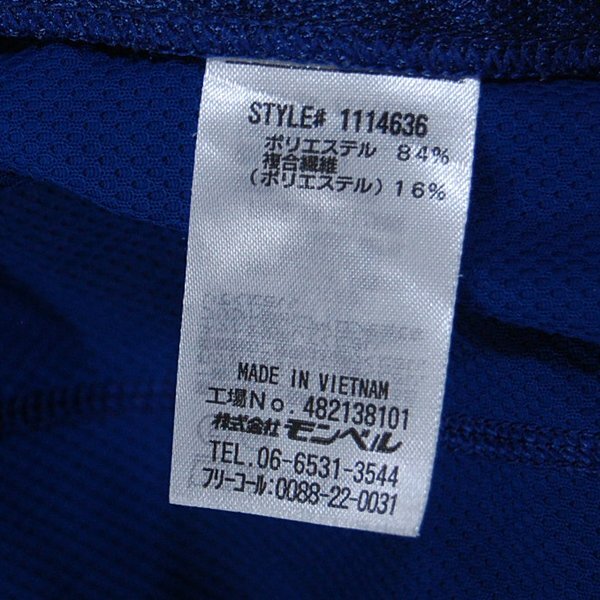 STYLE# 1114636
ポリエステル 84%
複合繊維
(ポリエステル) 16%
MADE IN VIETNAM
工場No. 482138101
株式会社モンベル
TEL.06-6531-3544
フリーコール:0088-22-0031